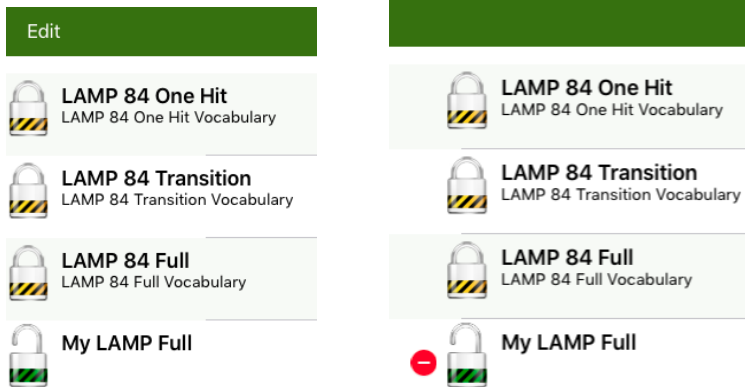 Edit
LAMP 84 One Hit
LAMP 84 One Hit Vocabulary
LAMP 84 Transition
LAMP 84 Transition Vocabulary
LAMP 84 Full
LAMP 84 Full Vocabulary
My LAMP Full
LAMP 84 One Hit
LAMP 84 One Hit Vocabulary
LAMP 84 Transition
LAMP 84 Transition Vocabulary
LAMP 84 Full
LAMP 84 Full Vocabulary
My LAMP Full